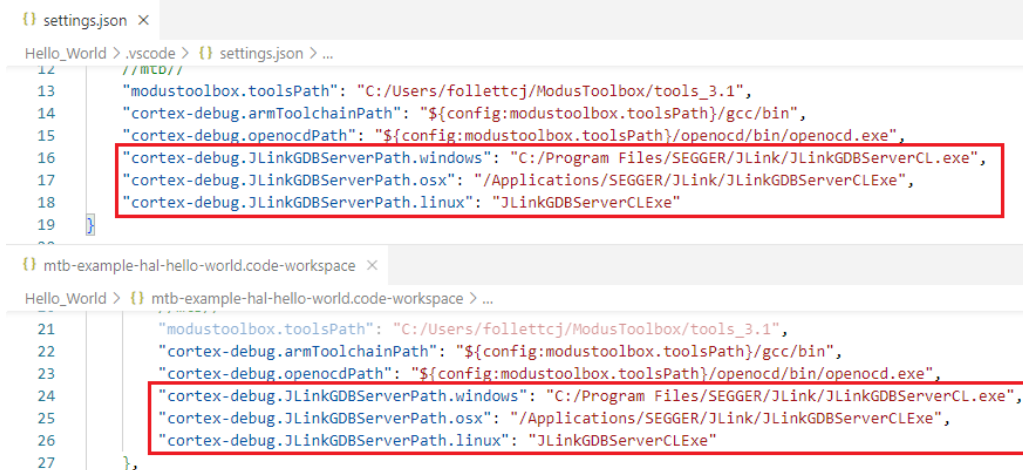 {} settings.json ×
Hello_World > .vscode > {} settings.json > ...
12 //mtb//
13 "modustoolbox.toolsPath": "C:/Users/follettcj/ModusToolbox/tools_3.1",
14 "cortex-debug.armToolchainPath": "${config:modustoolbox.toolsPath}/gcc/bin",
15 "cortex-debug.openocdPath": "${config:modustoolbox.toolsPath}/openocd/bin/openocd.exe",
16 "cortex-debug.JLinkGDBServerPath.windows": "C:/Program Files/SEGGER/JLink/JLinkGDBServerCL.exe",
17 "cortex-debug.JLinkGDBServerPath.osx": "/Applications/SEGGER/JLink/JLinkGDBServerCLExe",
18 "cortex-debug.JLinkGDBServerPath.linux": "JLinkGDBServerCLExe"
19 }
{} mtb-example-hal-hello-world.code-workspace ×
Hello_World > {} mtb-example-hal-hello-world.code-workspace > ...
21 "modustoolbox.toolsPath": "C:/Users/follettcj/ModusToolbox/tools_3.1",
22 "cortex-debug.armToolchainPath": "${config:modustoolbox.toolsPath}/gcc/bin",
23 "cortex-debug.openocdPath": "${config:modustoolbox.toolsPath}/openocd/bin/openocd.exe",
24 "cortex-debug.JLinkGDBServerPath.windows": "C:/Program Files/SEGGER/JLink/JLinkGDBServerCL.exe",
25 "cortex-debug.JLinkGDBServerPath.osx": "/Applications/SEGGER/JLink/JLinkGDBServerCLExe",
26 "cortex-debug.JLinkGDBServerPath.linux": "JLinkGDBServerCLExe"
27 },